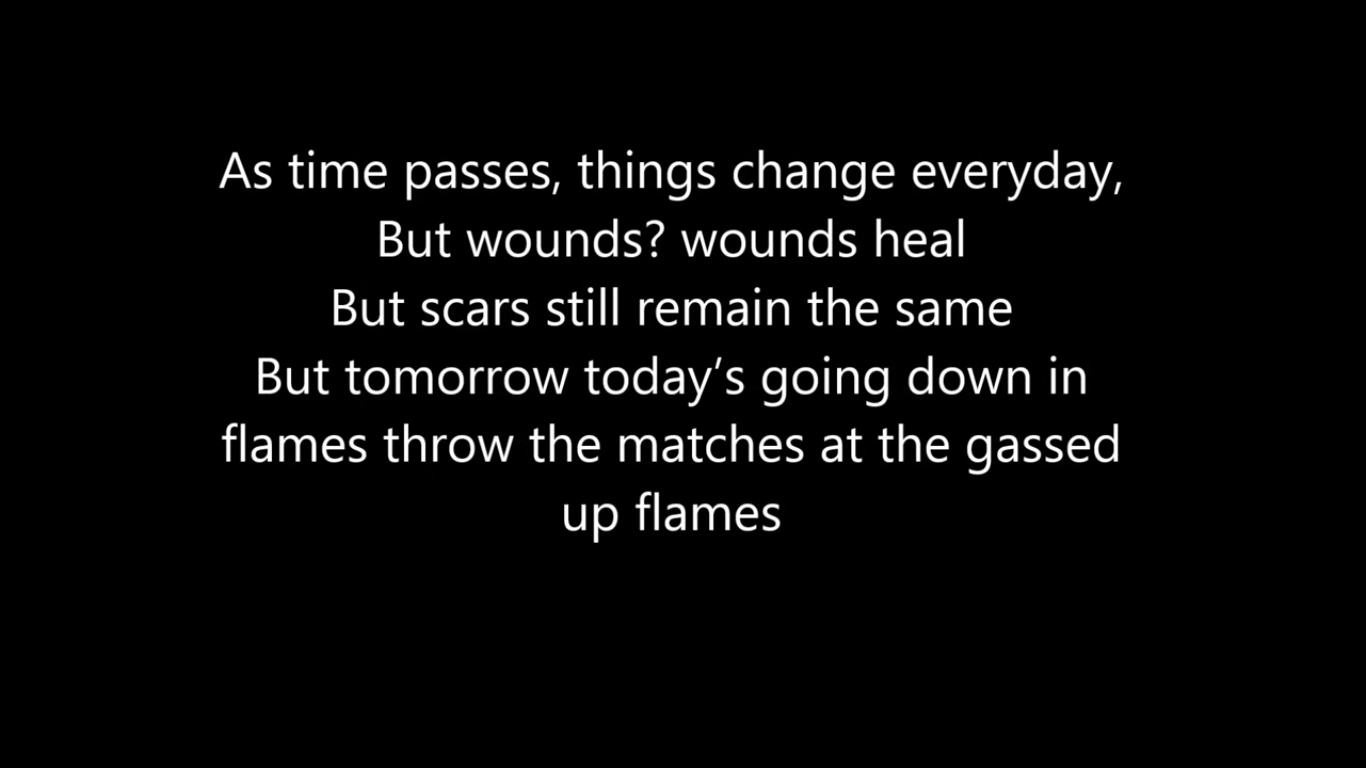 As time passes, things change everyday,
But wounds? wounds heal
But scars still remain the same
But tomorrow today’s going down in
flames throw the matches at the gassed
up flames